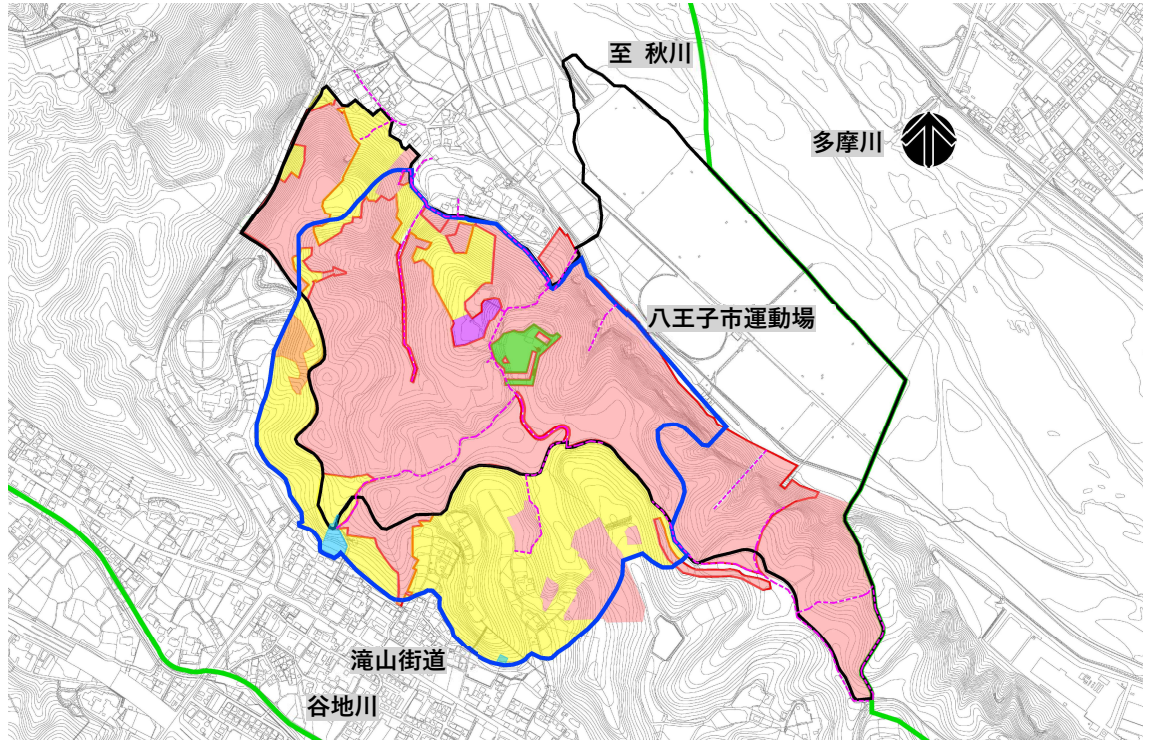 至 秋川
多摩川
八王子市運動場
滝山街道
谷地川